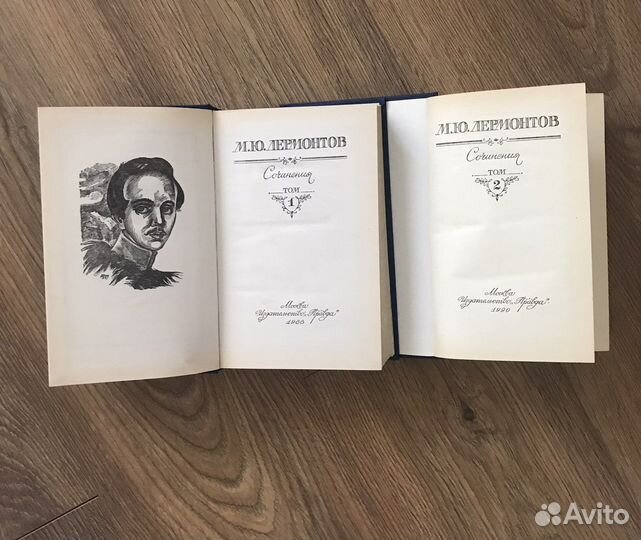 М.Ю.ЛЕРМОНТОВ
Сочинения
ТОМ
1
Москва
Издательство „Правда"
М.Ю.ЛЕРМОНТОВ
Сочинения
ТОМ
2
Москва
Издательство „Правда"
1990
Avito